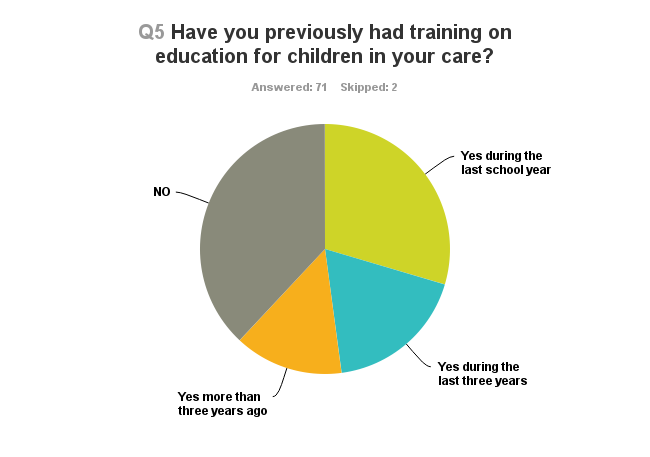 Q5 Have you previously had training on
education for children in your care?
Answered: 71 Skipped: 2
Yes during the
last school year
NO
Yes during the
last three years
Yes more than
three years ago